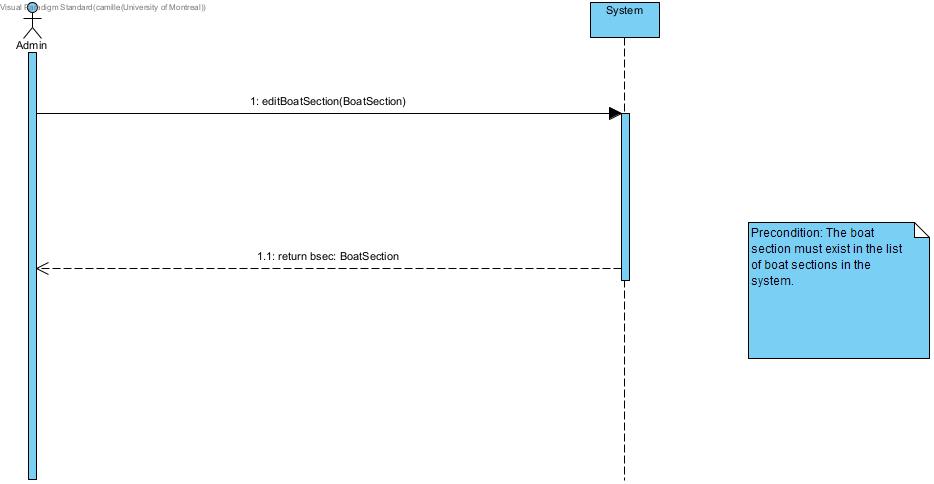 Visual Paradigm Standard(camille(University of Montreal))
System
Admin
1: editBoatSection(BoatSection)
1.1: return bsec: BoatSection
Precondition: The boat
section must exist in the list
of boat sections in the
system.